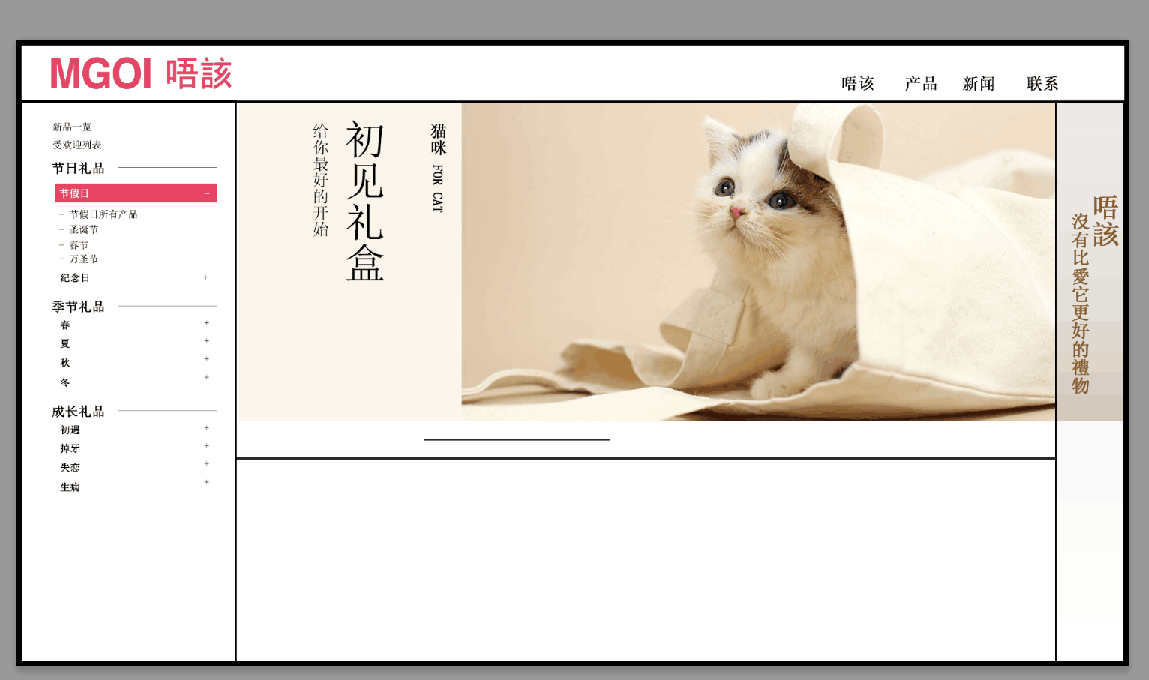 MGOI 唔該
唔该 产品 新闻 联系
新品一览
受欢迎列表
节日礼品
节假日 －
－ 节假日所有产品
－ 圣诞节
－ 春节
－ 万圣节
纪念日 +
季节礼品
春 +
夏 +
秋 +
冬 +
成长礼品
初遇 +
掉牙 +
失恋 +
生病 +
猫咪 FOR CAT
初见礼盒
给你最好的开始
唔該
沒有比愛它更好的禮物